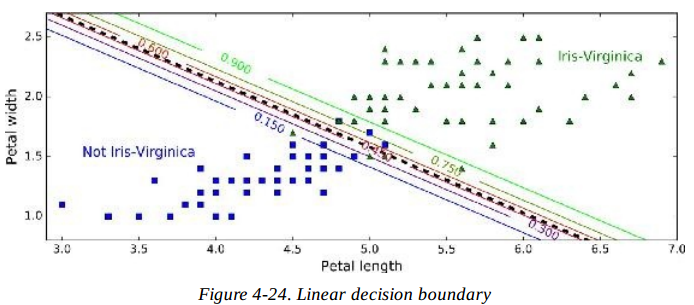 2.5
2.0
1.5
1.0
Petal width
0.600
0.900
Iris-Virginica
0.150
Not Iris-Virginica
0.750
0.300
3.0 3.5 4.0 4.5 5.0 5.5 6.0 6.5 7.0
Petal length
Figure 4-24. Linear decision boundary